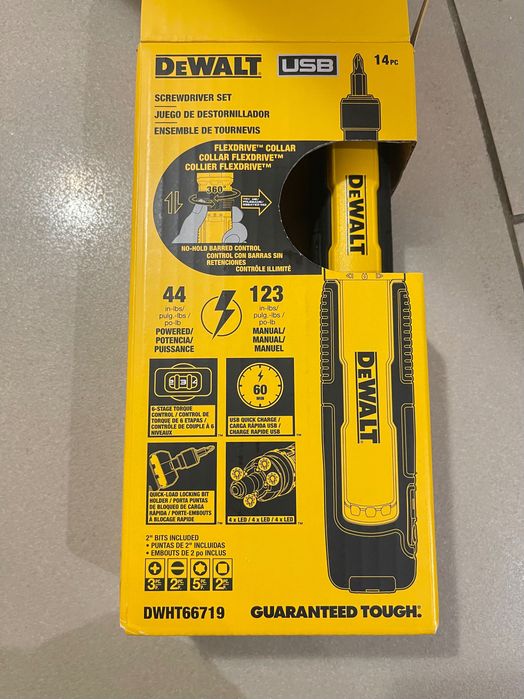 DEWALT
USB
14PC
SCREWDRIVER SET
JUEGO DE DESTORNILLADOR
ENSEMBLE DE TOURNEVIS
FLEXDRIVE™ COLLAR
COLLAR FLEXDRIVE™
COLLIER FLEXDRIVE™
360°
NO-HOLD BARRED CONTROL
CONTROL CON BARRAS SIN
RETENCIONES
CONTRÔLE ILLIMITÉ
DEWALT
44
in-lbs/
pulg.-lbs /
po-lb
POWERED/
POTENCIA/
PUISSANCE
123
in-lbs/
pulg.-lbs /
po-lb
MANUAL/
MANUAL/
MANUEL
DEWALT
6-STAGE TORQUE
CONTROL / CONTROL DE
TORQUE DE 6 ETAPAS /
CONTRÔLE DE COUPLE À 6
NIVEAUX
60
MIN
USB QUICK CHARGE /
CARGA RÁPIDA USB /
CHARGE RAPIDE USB
QUICK-LOAD LOCKING BIT
HOLDER / PORTA PUNTAS
DE BLOQUEO DE CARGA
RÁPIDA / PORTE-EMBOUTS
À BLOCAGE RAPIDE
4 x LED / 4 x LED / 4 x LED
2" BITS INCLUDED
• PUNTAS DE 2" INCLUIDAS
• EMBOUTS DE 2 po INCLUS
3PC. 2PC. 5PC. 2PC.
DWHT66719
GUARANTEED TOUGH.